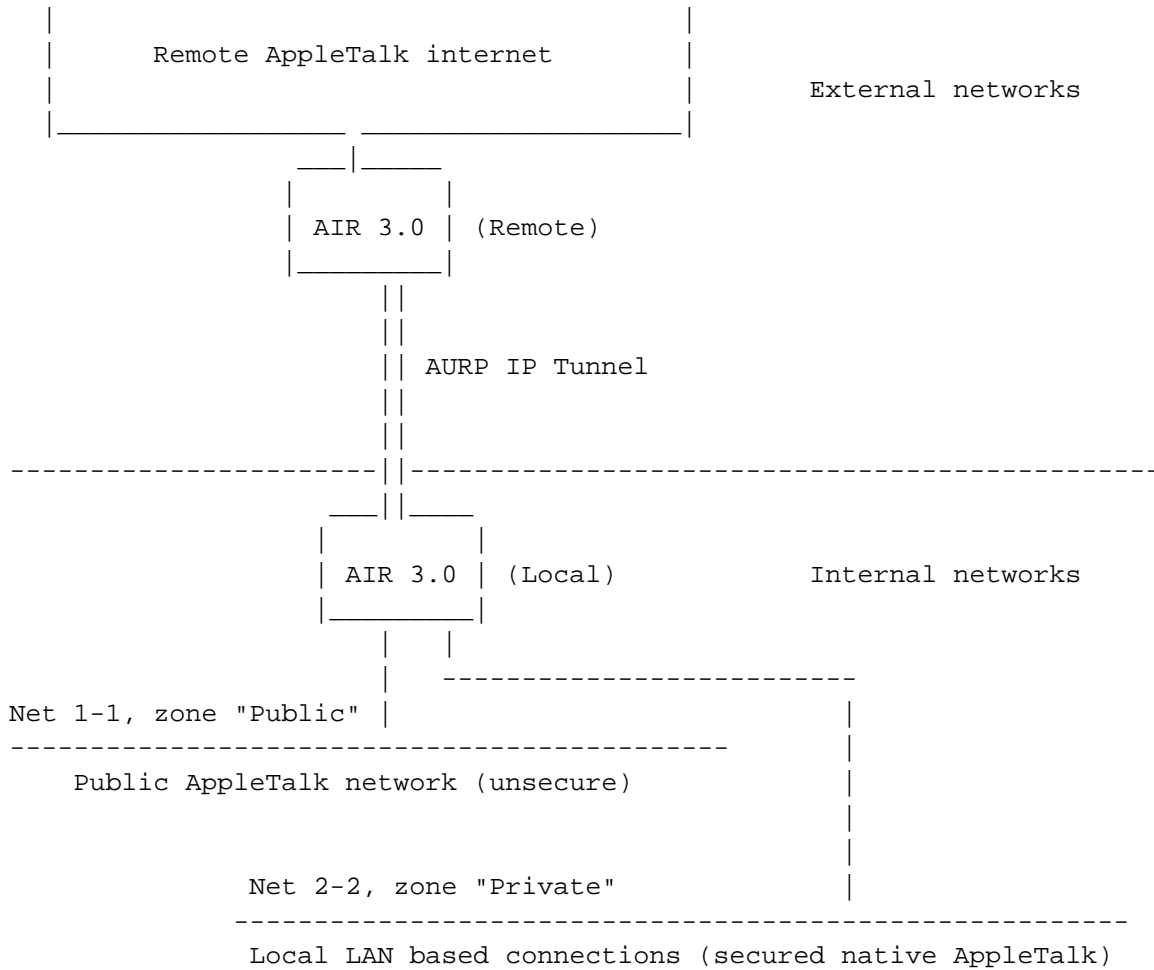 Remote AppleTalk internet
External networks
AIR 3.0 (Remote)
AURP IP Tunnel
AIR 3.0 (Local) Internal networks
Net 1-1, zone "Public"
Public AppleTalk network (unsecure)
Net 2-2, zone "Private"
Local LAN based connections (secured native AppleTalk)